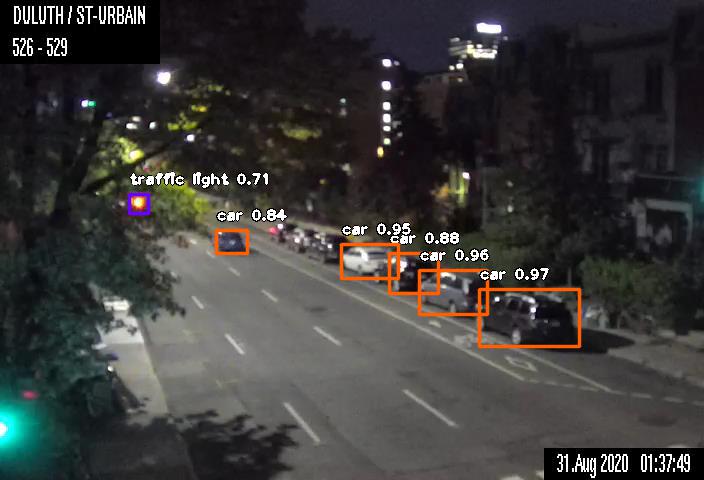 DULUTH / ST-URBAIN
526 - 529
traffic light 0.71
car 0.84
car 0.95
car 0.88
car 0.96
car 0.97
31.Aug 2020 01:37:49